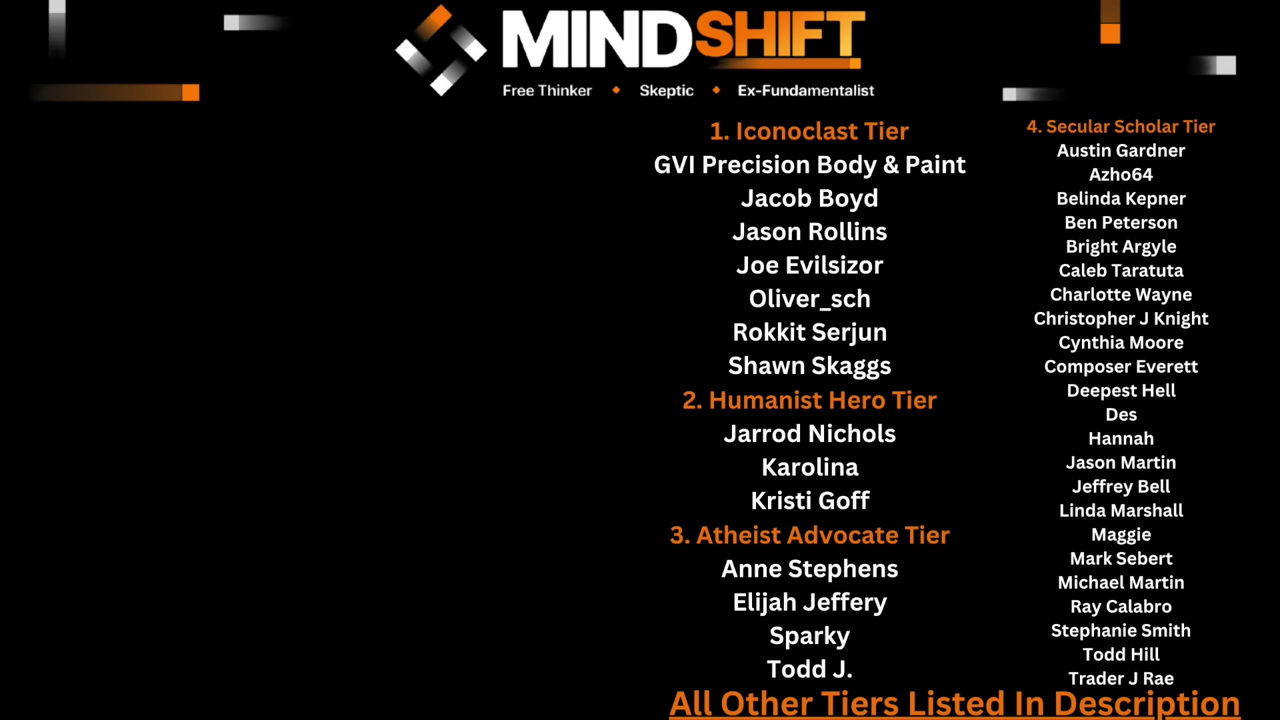 MINDSHIFT
Free Thinker • Skeptic • Ex-Fundamentalist
1. Iconoclast Tier
GVI Precision Body & Paint
Jacob Boyd
Jason Rollins
Joe Evilsizor
Oliver_sch
Rokkit Serjun
Shawn Skaggs
2. Humanist Hero Tier
Jarrod Nichols
Karolina
Kristi Goff
3. Atheist Advocate Tier
Anne Stephens
Elijah Jeffery
Sparky
Todd J.
4. Secular Scholar Tier
Austin Gardner
Azho64
Belinda Kepner
Ben Peterson
Bright Argyle
Caleb Taratuta
Charlotte Wayne
Christopher J Knight
Cynthia Moore
Composer Everett
Deepest Hell
Des
Hannah
Jason Martin
Jeffrey Bell
Linda Marshall
Maggie
Mark Sebert
Michael Martin
Ray Calabro
Stephanie Smith
Todd Hill
Trader J Rae
All Other Tiers Listed In Description